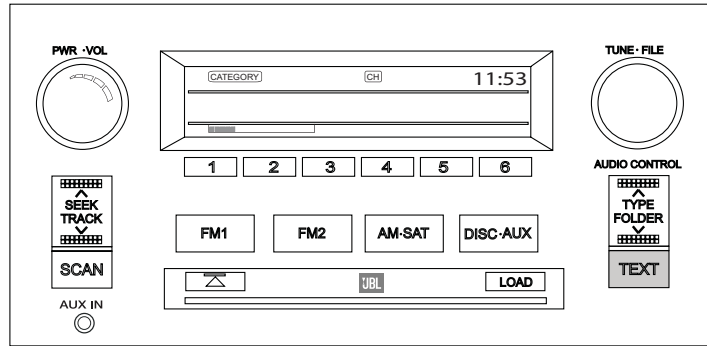 PWR · VOL
TUNE · FILE
CATEGORY CH 11:53
1 2 3 4 5 6
AUDIO CONTROL
SEEK
TRACK
TYPE
FOLDER
FM1 FM2 AM·SAT DISC·AUX
SCAN
TEXT
JBL LOAD
AUX IN